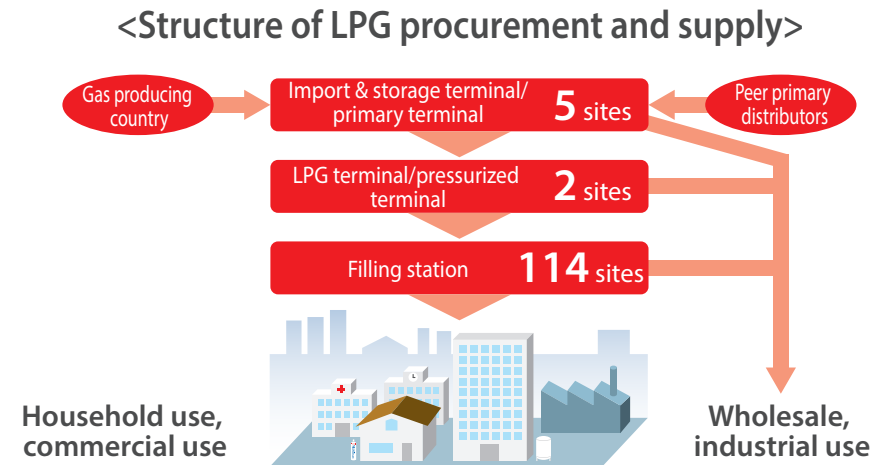 <Structure of LPG procurement and supply>
Gas producing
country
Import & storage terminal/
primary terminal
5 sites
Peer primary
distributors
LPG terminal/pressurized
terminal
2 sites
Filling station
114 sites
Household use,
commercial use
Wholesale,
industrial use